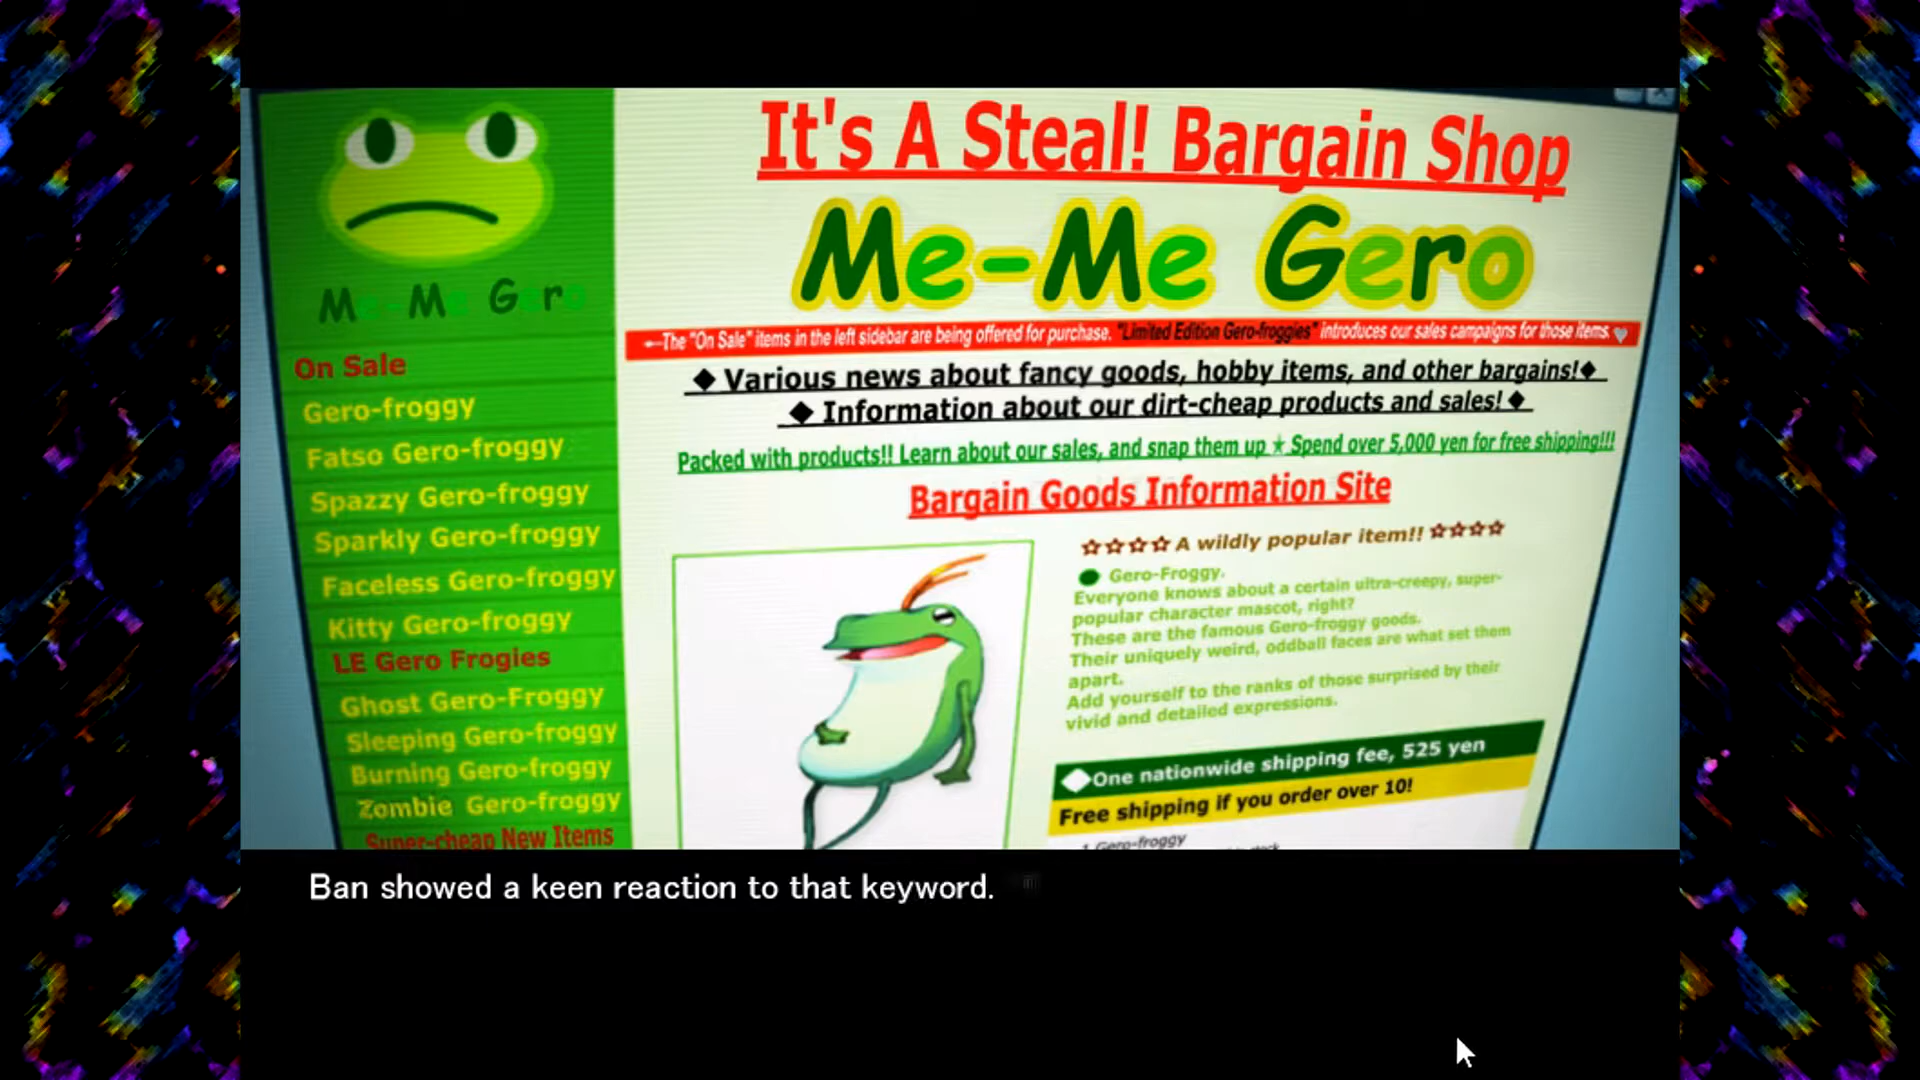 Me-Me Gero
On Sale
Gero-froggy
Fatso Gero-froggy
Spazzy Gero-froggy
Sparkly Gero-froggy
Faceless Gero-froggy
Kitty Gero-froggy
LE Gero Frogies
Ghost Gero-Froggy
Sleeping Gero-froggy
Burning Gero-froggy
Zombie Gero-froggy
Super-cheap New Items
It's A Steal! Bargain Shop
Me-Me Gero
←The "On Sale" items in the left sidebar are being offered for purchase. "Limited Edition Gero-froggies" introduces our sales campaigns for those items.♥
◆ Various news about fancy goods, hobby items, and other bargains!◆
◆ Information about our dirt-cheap products and sales!◆
Packed with products!! Learn about our sales, and snap them up ★ Spend over 5,000 yen for free shipping!!!
Bargain Goods Information Site
☆☆☆☆ A wildly popular item!! ☆☆☆☆
● Gero-Froggy.
Everyone knows about a certain ultra-creepy, super-
popular character mascot, right?
These are the famous Gero-froggy goods.
Their uniquely weird, oddball faces are what set them
apart.
Add yourself to the ranks of those surprised by their
vivid and detailed expressions.
◆One nationwide shipping fee, 525 yen
Free shipping if you order over 10!
1 Gero-froggy
Ban showed a keen reaction to that keyword.